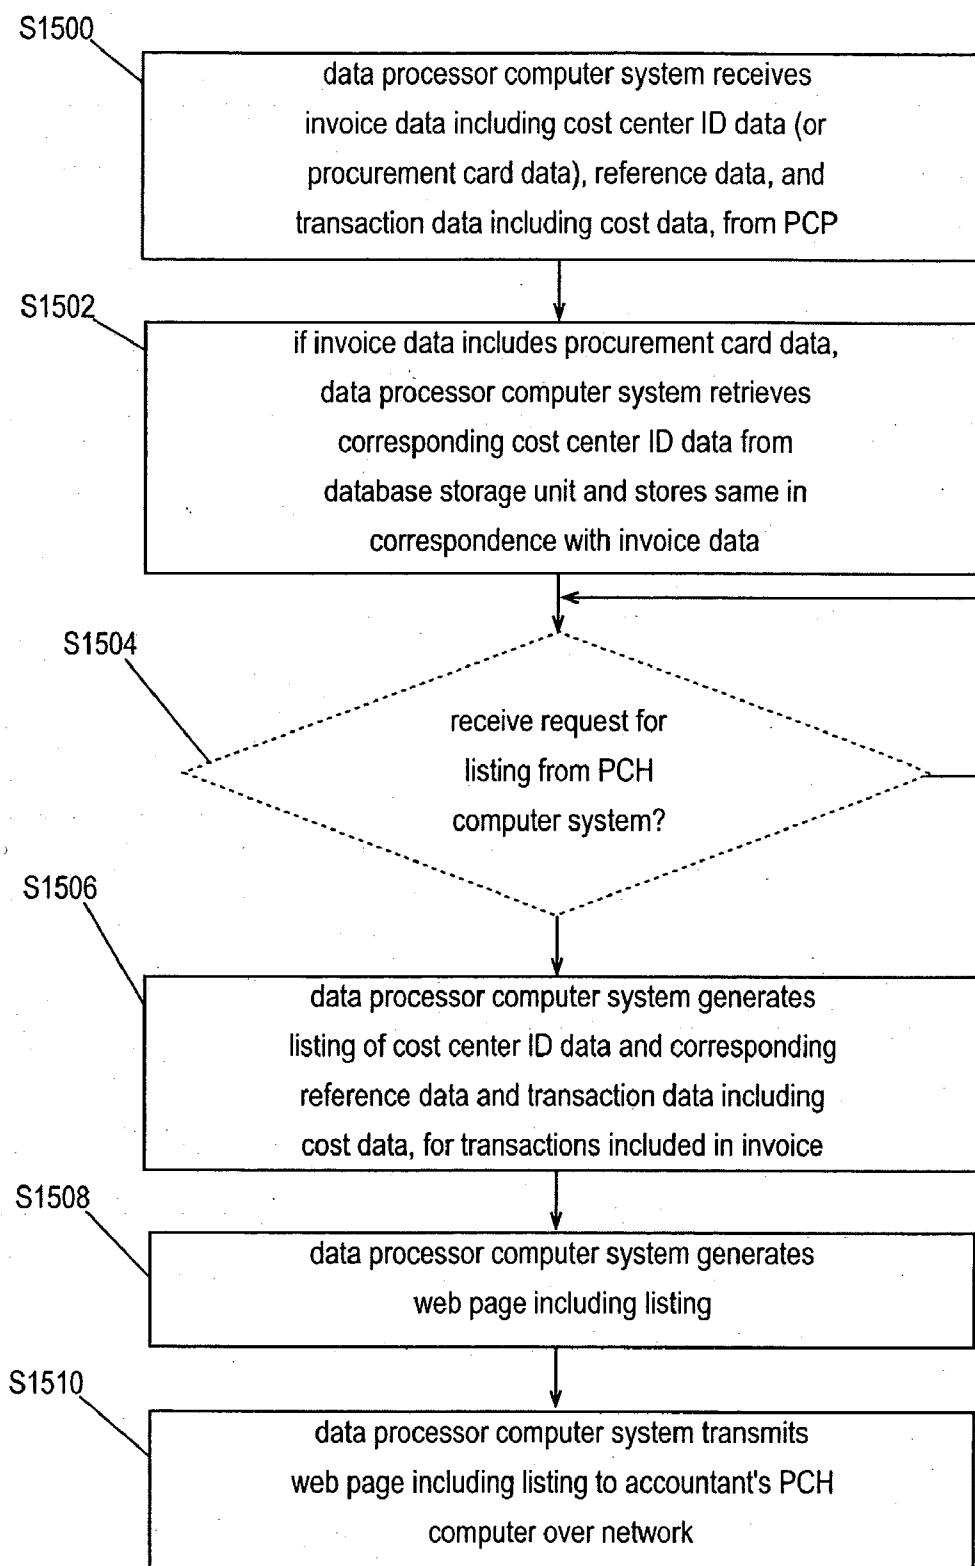 S1500
data processor computer system receives
invoice data including cost center ID data (or
procurement card data), reference data, and
transaction data including cost data, from PCP
S1502
if invoice data includes procurement card data,
data processor computer system retrieves
corresponding cost center ID data from
database storage unit and stores same in
correspondence with invoice data
S1504
receive request for
listing from PCH
computer system?
S1506
data processor computer system generates
listing of cost center ID data and corresponding
reference data and transaction data including
cost data, for transactions included in invoice
S1508
data processor computer system generates
web page including listing
S1510
data processor computer system transmits
web page including listing to accountant's PCH
computer over network